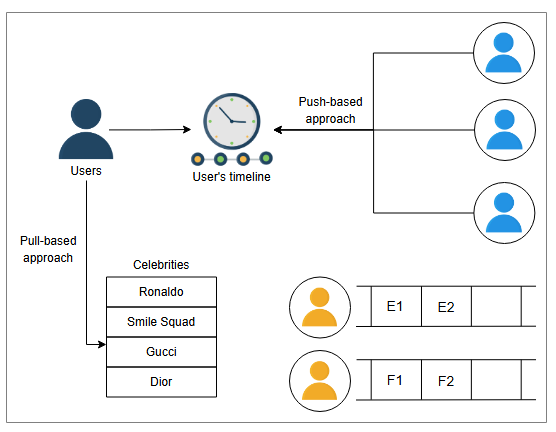 Push-based
approach
Users
User's timeline
Pull-based
approach
Celebrities
Ronaldo
Smile Squad
Gucci
Dior
E1 E2
F1 F2